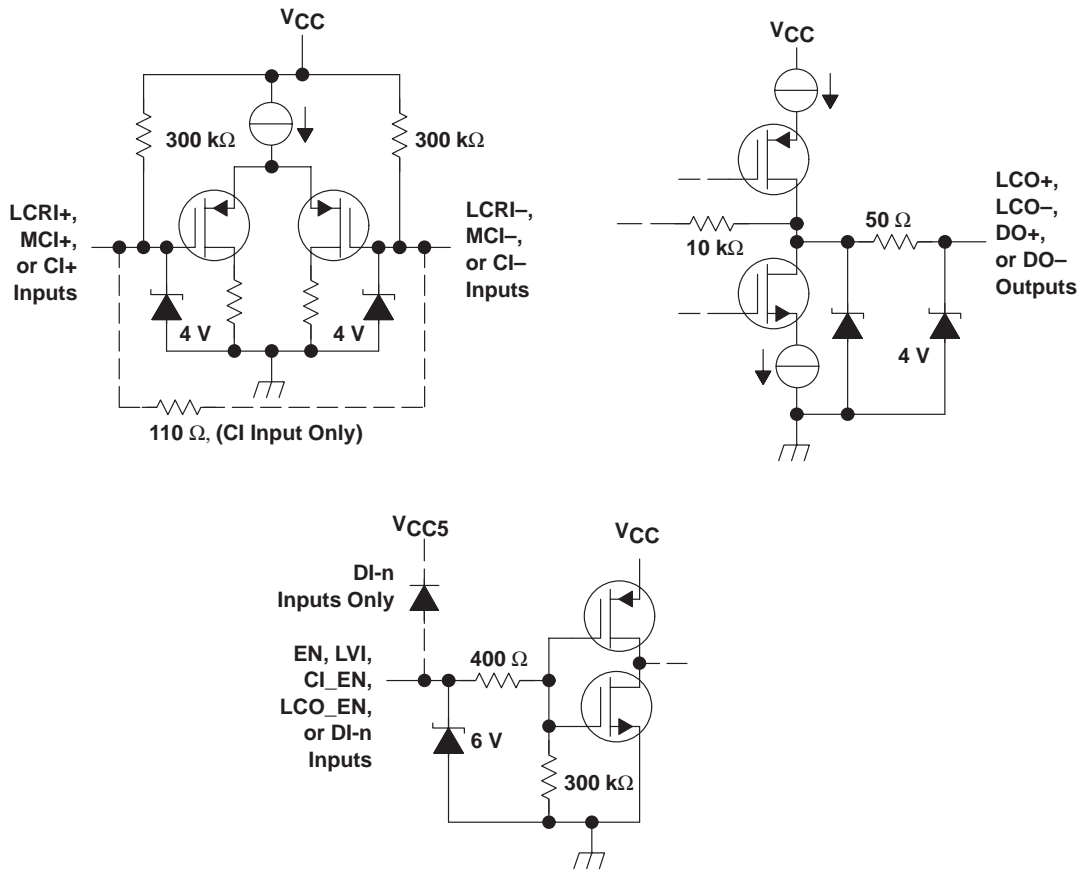 VCC
300 kΩ
300 kΩ
LCRI+,
MCI+,
or CI+
Inputs
LCRI–,
MCI–,
or CI–
Inputs
4 V
4 V
110 Ω, (CI Input Only)
VCC
10 kΩ
50 Ω
LCO+,
LCO–,
DO+,
or DO–
Outputs
4 V
VCC5
DI-n
Inputs Only
VCC
EN, LVI,
CI_EN,
LCO_EN,
or DI-n
Inputs
400 Ω
6 V
300 kΩ